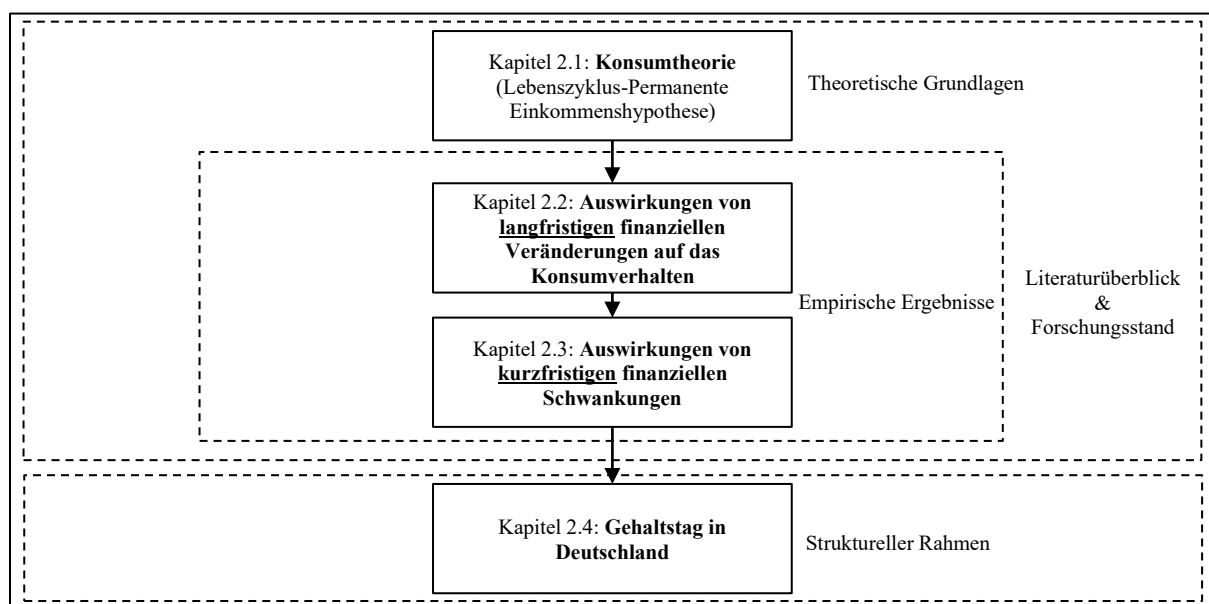 Kapitel 2.1: Konsumtheorie
(Lebenszyklus-Permanente
Einkommenshypothese)
Theoretische Grundlagen
Kapitel 2.2: Auswirkungen von
langfristigen finanziellen
Veränderungen auf das
Konsumverhalten
Empirische Ergebnisse
Literaturüberblick
&
Forschungsstand
Kapitel 2.3: Auswirkungen von
kurzfristigen finanziellen
Schwankungen
Kapitel 2.4: Gehaltstag in
Deutschland
Struktureller Rahmen